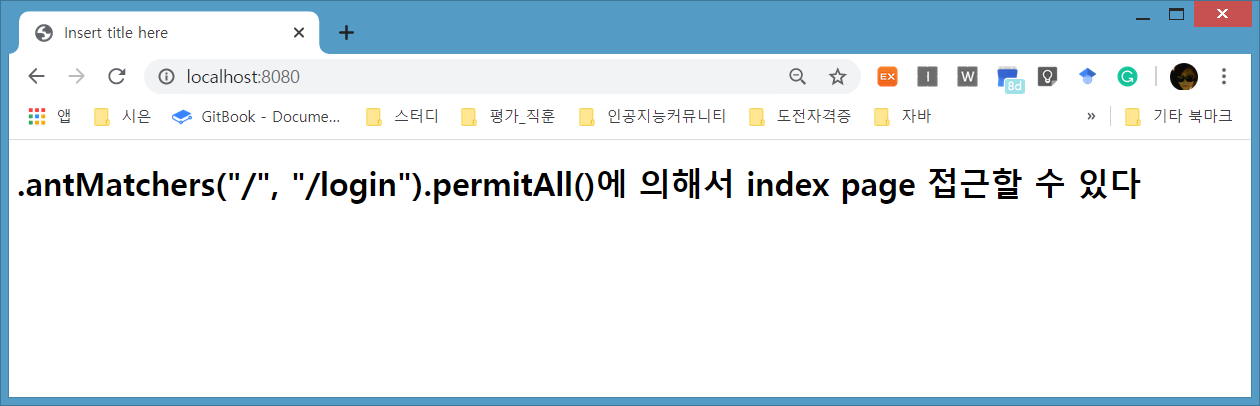 Insert title here
localhost:8080
EX
I
W
8d
G
앱
시은
GitBook - Docume...
스터디
평가_직훈
인공지능커뮤니티
도전자격증
자바
»
기타 북마크
.antMatchers("/", "/login").permitAll()에 의해서 index page 접근할 수 있다